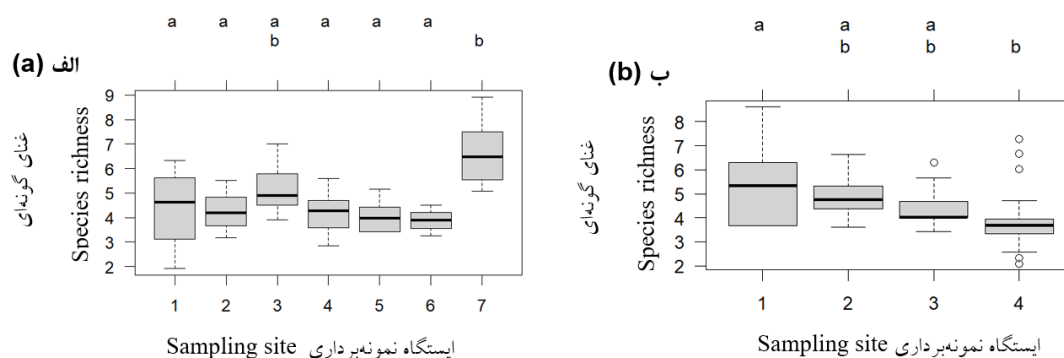 a a a a a a
b b
(a) الف
غنای گونه‌ای
Species richness
9
8
7
6
5
4
3
2
1 2 3 4 5 6 7
Sampling site ایستگاه نمونه‌برداری
a a a
b b b
(b) ب
غنای گونه‌ای
Species richness
8
7
6
5
4
3
2
1 2 3 4
Sampling site ایستگاه نمونه‌برداری